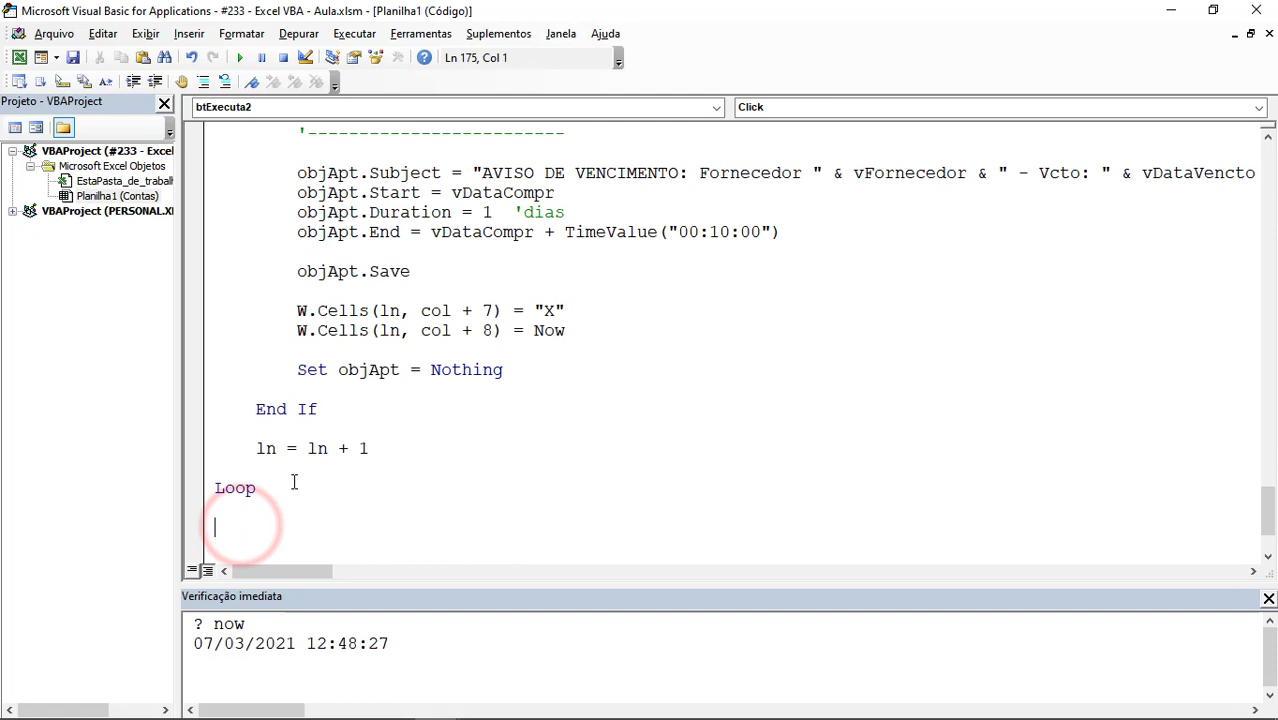 Microsoft Visual Basic for Applications - #233 - Excel VBA - Aula.xlsm - [Planilha1 (Código)]
Arquivo Editar Exibir Inserir Formatar Depurar Executar Ferramentas Suplementos Janela Ajuda
Ln 175, Col 1
Projeto - VBAProject
VBAProject (#233 - Excel
Microsoft Excel Objetos
EstaPasta_de_trabalh
Planilha1 (Contas)
VBAProject (PERSONAL.XL
btExecuta2 Click
'-------------------------
objApt.Subject = "AVISO DE VENCIMENTO: Fornecedor " & vFornecedor & " - Vcto: " & vDataVencto
objApt.Start = vDataCompr
objApt.Duration = 1 'dias
objApt.End = vDataCompr + TimeValue("00:10:00")
objApt.Save
W.Cells(ln, col + 7) = "X"
W.Cells(ln, col + 8) = Now
Set objApt = Nothing
End If
ln = ln + 1
Loop
Verificação imediata
? now
07/03/2021 12:48:27